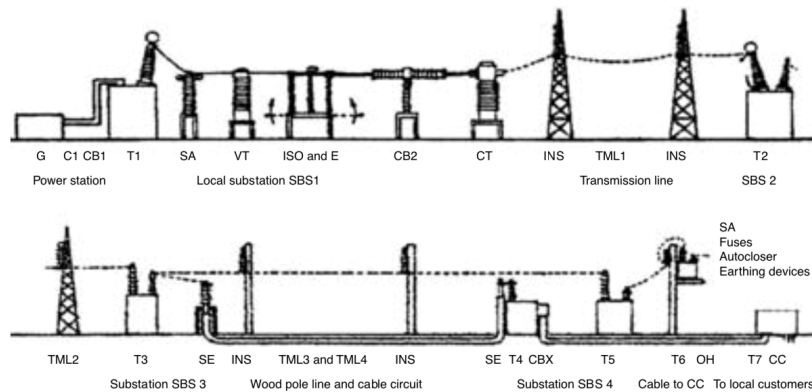 G C1 CB1 T1 SA VT ISO and E CB2 CT INS TML1 INS T2
Power station Local substation SBS1 Transmission line SBS 2
SA
Fuses
Autocloser
Earthing devices
TML2 T3 SE INS TML3 and TML4 INS SE T4 CBX T5 T6 OH T7 CC
Substation SBS 3 Wood pole line and cable circuit Substation SBS 4 Cable to CC To local customers